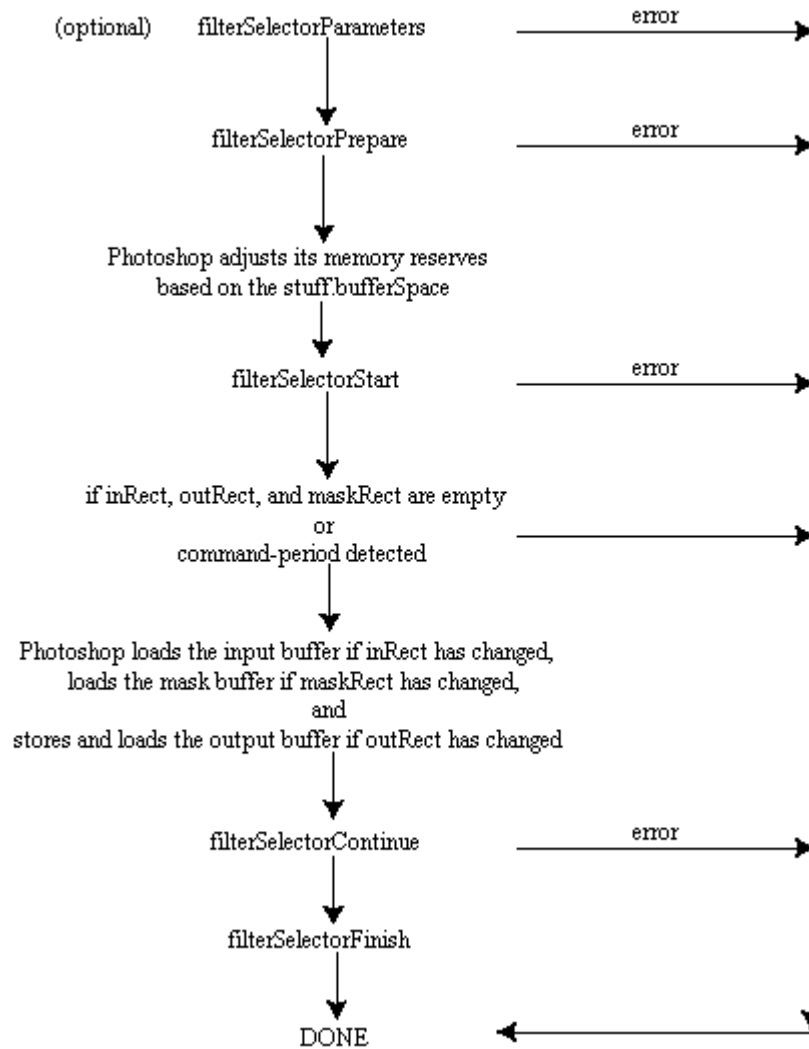 (optional) filterSelectorParameters error
filterSelectorPrepare error
Photoshop adjusts its memory reserves
based on the stuff.bufferSpace
filterSelectorStart error
if inRect, outRect, and maskRect are empty
or
command-period detected
Photoshop loads the input buffer if inRect has changed,
loads the mask buffer if maskRect has changed,
and
stores and loads the output buffer if outRect has changed
filterSelectorContinue error
filterSelectorFinish
DONE